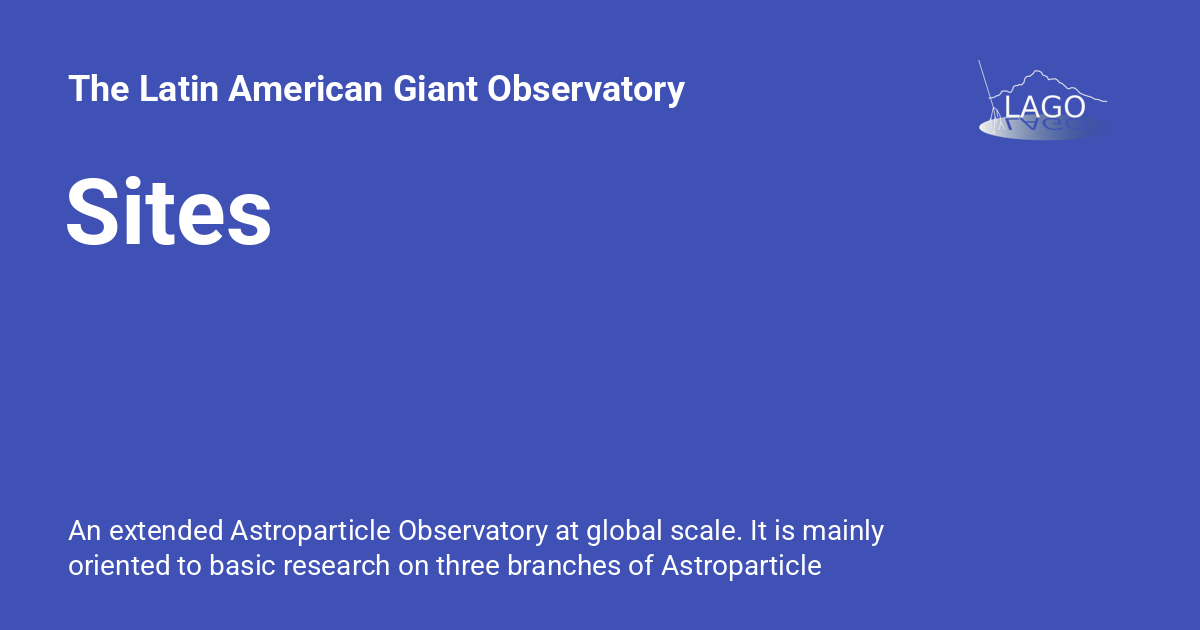 The Latin American Giant Observatory
LAGO
Sites
An extended Astroparticle Observatory at global scale. It is mainly
oriented to basic research on three branches of Astroparticle